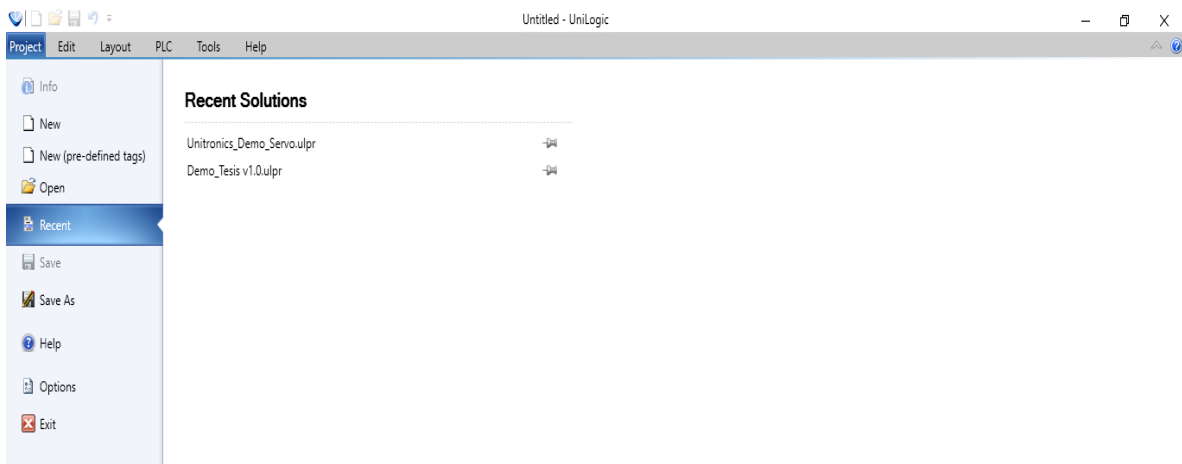 Untitled - UniLogic
Project Edit Layout PLC Tools Help
Info
New
New (pre-defined tags)
Open
Recent
Save
Save As
Help
Options
Exit
Recent Solutions
Unitronics_Demo_Servo.ulpr
Demo_Tesis v1.0.ulpr